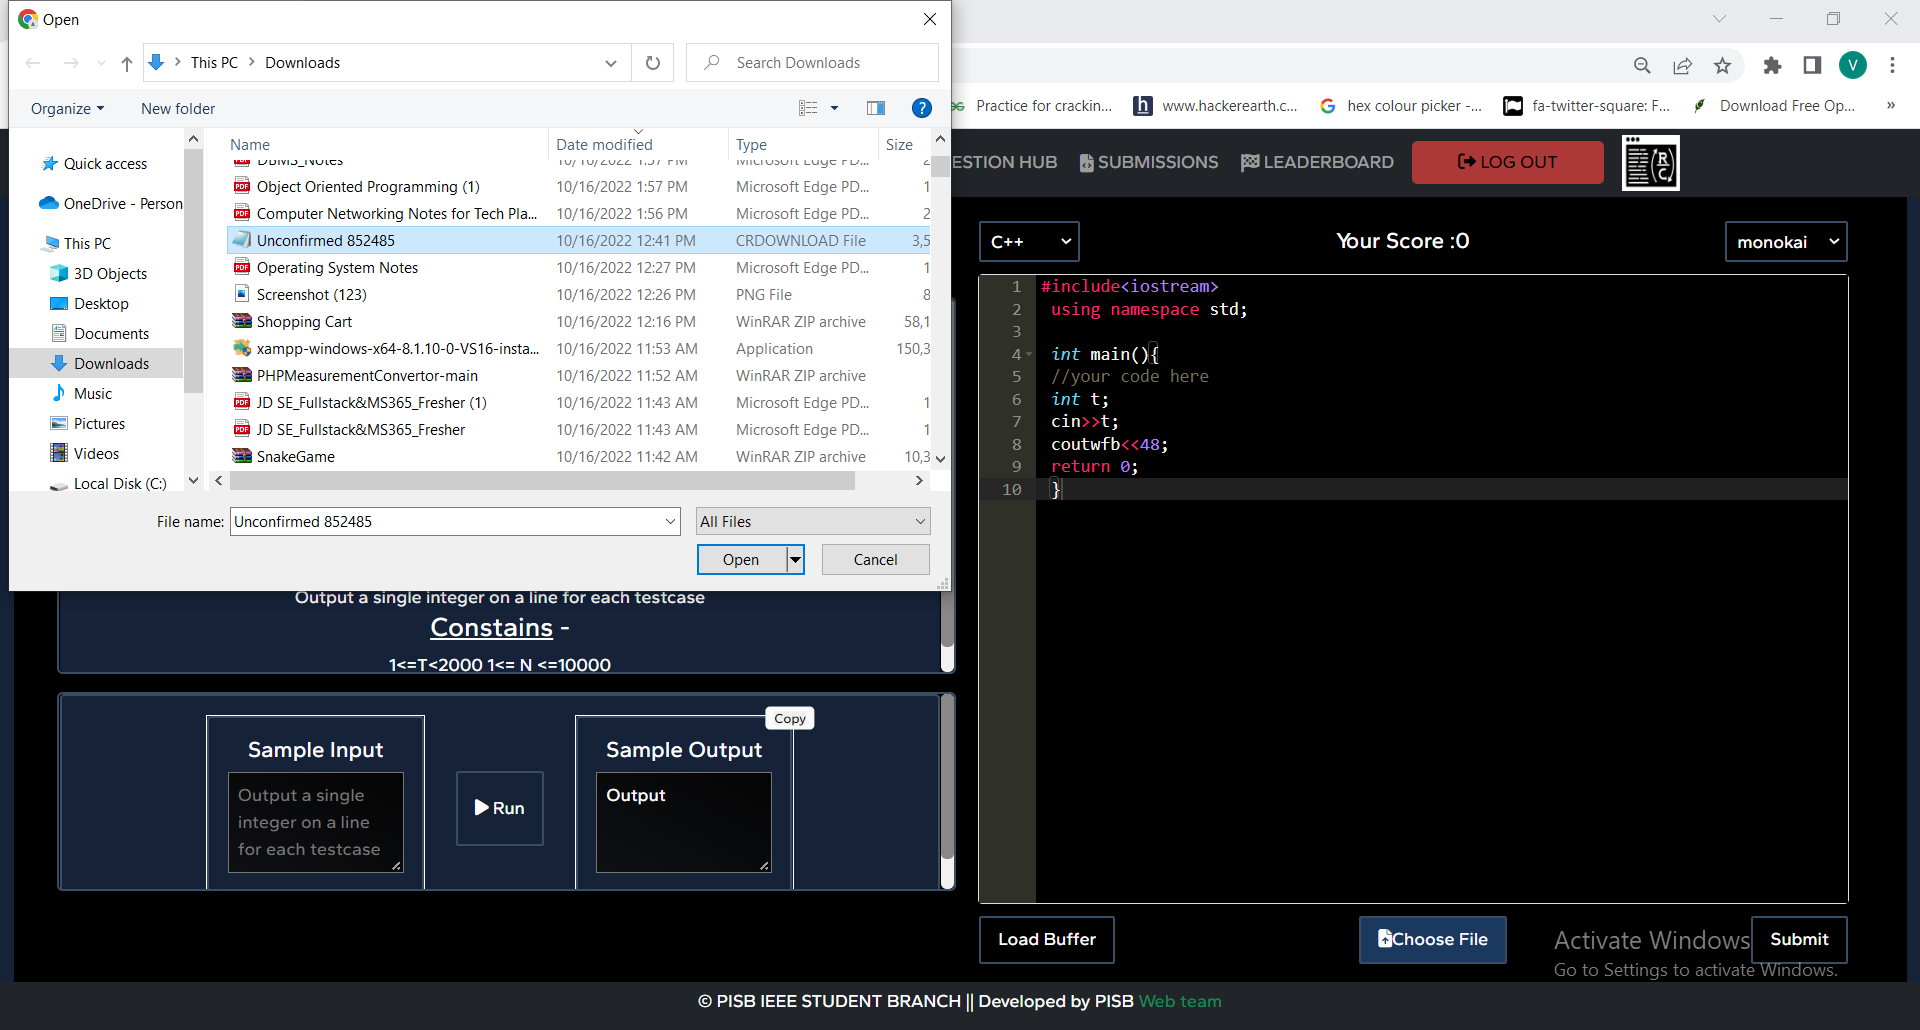 Open
This PC > Downloads
Search Downloads
Organize
New folder
Name Date modified Type Size
DBMS_Notes 10/16/2022 1:57 PM Microsoft Edge PD... 2
Object Oriented Programming (1) 10/16/2022 1:57 PM Microsoft Edge PD... 1
Computer Networking Notes for Tech Pla... 10/16/2022 1:56 PM Microsoft Edge PD... 2
Unconfirmed 852485 10/16/2022 12:41 PM CRDOWNLOAD File 3,5
Operating System Notes 10/16/2022 12:27 PM Microsoft Edge PD... 1
Screenshot (123) 10/16/2022 12:26 PM PNG File 8
Shopping Cart 10/16/2022 12:16 PM WinRAR ZIP archive 58,1
xampp-windows-x64-8.1.10-0-VS16-insta... 10/16/2022 11:53 AM Application 150,3
PHPMeasurementConvertor-main 10/16/2022 11:52 AM WinRAR ZIP archive
JD SE_Fullstack&MS365_Fresher (1) 10/16/2022 11:43 AM Microsoft Edge PD... 1
JD SE_Fullstack&MS365_Fresher 10/16/2022 11:43 AM Microsoft Edge PD... 1
SnakeGame 10/16/2022 11:42 AM WinRAR ZIP archive 10,3
Quick access
OneDrive - Person
This PC
3D Objects
Desktop
Documents
Downloads
Music
Pictures
Videos
Local Disk (C:)
File name: Unconfirmed 852485
All Files
Open
Cancel
V
Practice for crackin...
h www.hackerearth.c...
hex colour picker -...
fa-twitter-square: F...
Download Free Op...
»
ESTION HUB
SUBMISSIONS
LEADERBOARD
LOG OUT
R
C
C++
Your Score :0
monokai
1 #include<iostream>
2 using namespace std;
3
4 int main(){
5 //your code here
6 int t;
7 cin>>t;
8 coutwfb<<48;
9 return 0;
10 }
Output a single integer on a line for each testcase
Constains -
1<=T<2000 1<= N <=10000
Copy
Sample Input
Output a single
integer on a line
for each testcase
Run
Sample Output
Output
Load Buffer
Choose File
Submit
Activate Windows
Go to Settings to activate Windows.
© PISB IEEE STUDENT BRANCH || Developed by PISB Web team